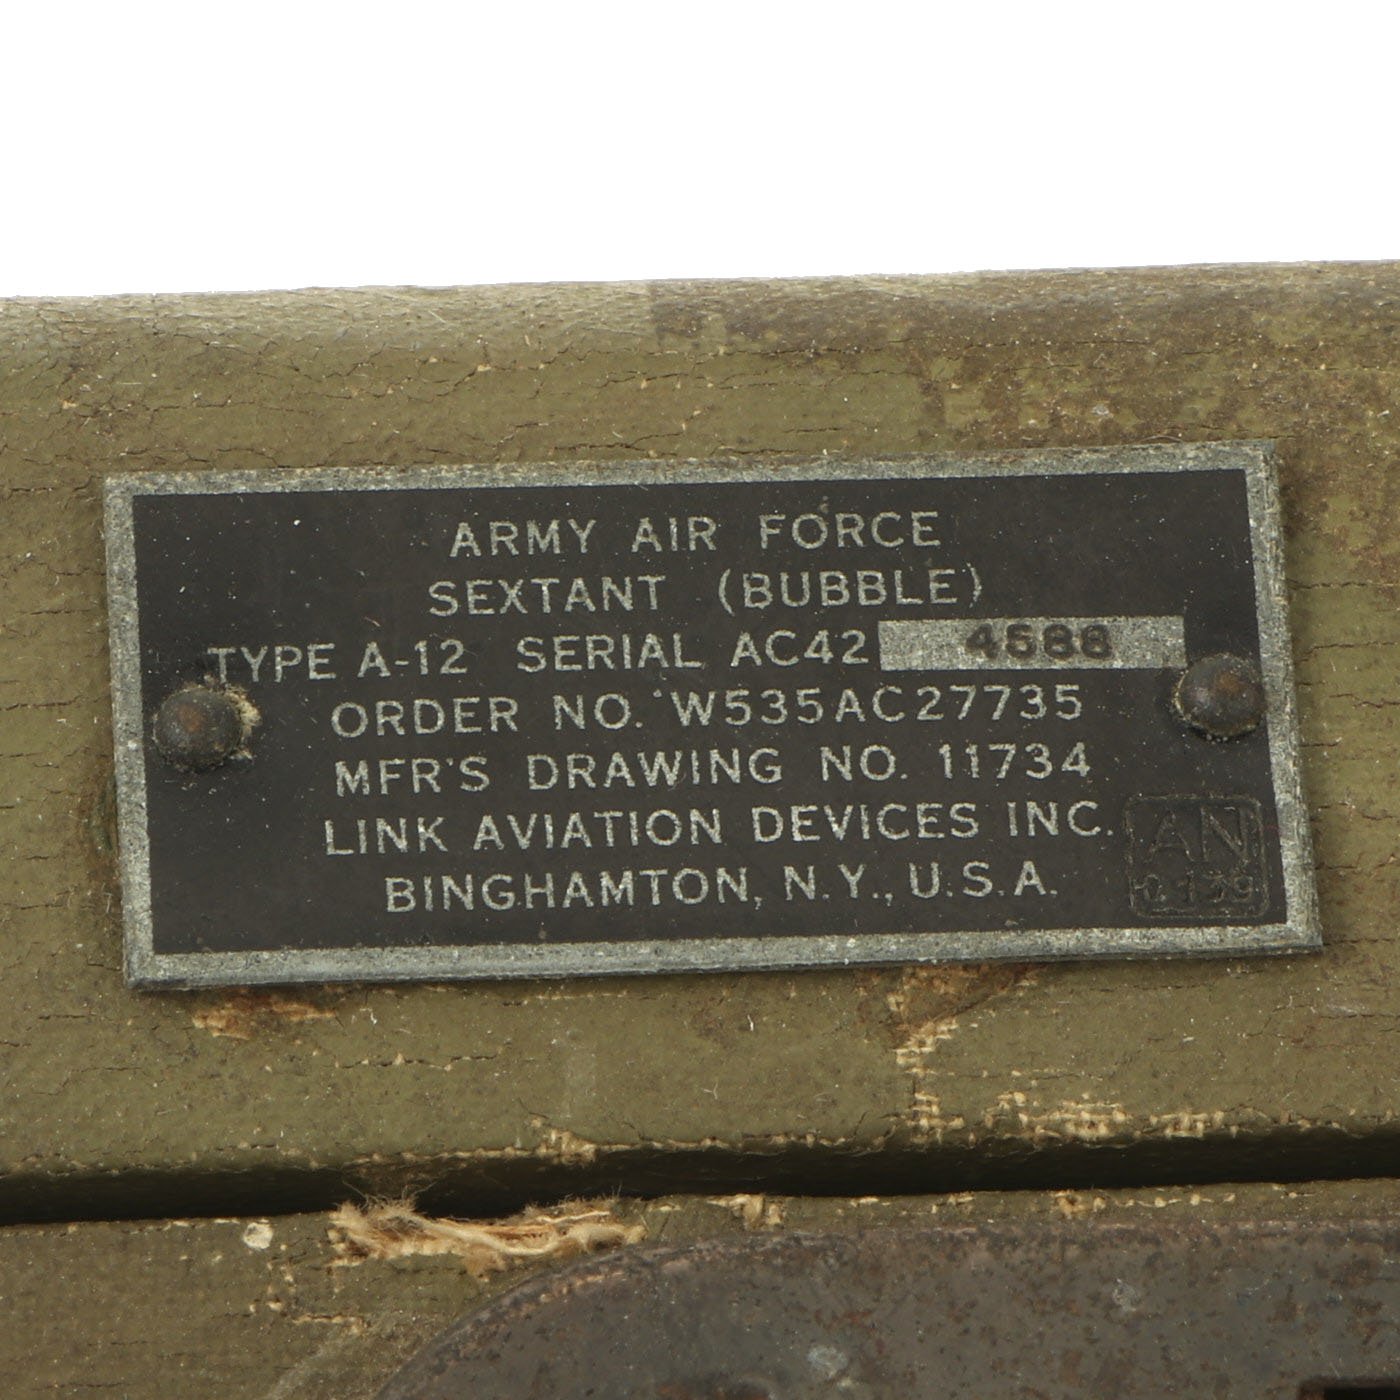 ARMY AIR FORCE
SEXTANT (BUBBLE)
TYPE A-12 SERIAL AC42 4588
ORDER NO. W535AC27735
MFR'S DRAWING NO. 11734
LINK AVIATION DEVICES INC.
BINGHAMTON, N.Y., U.S.A.
AN